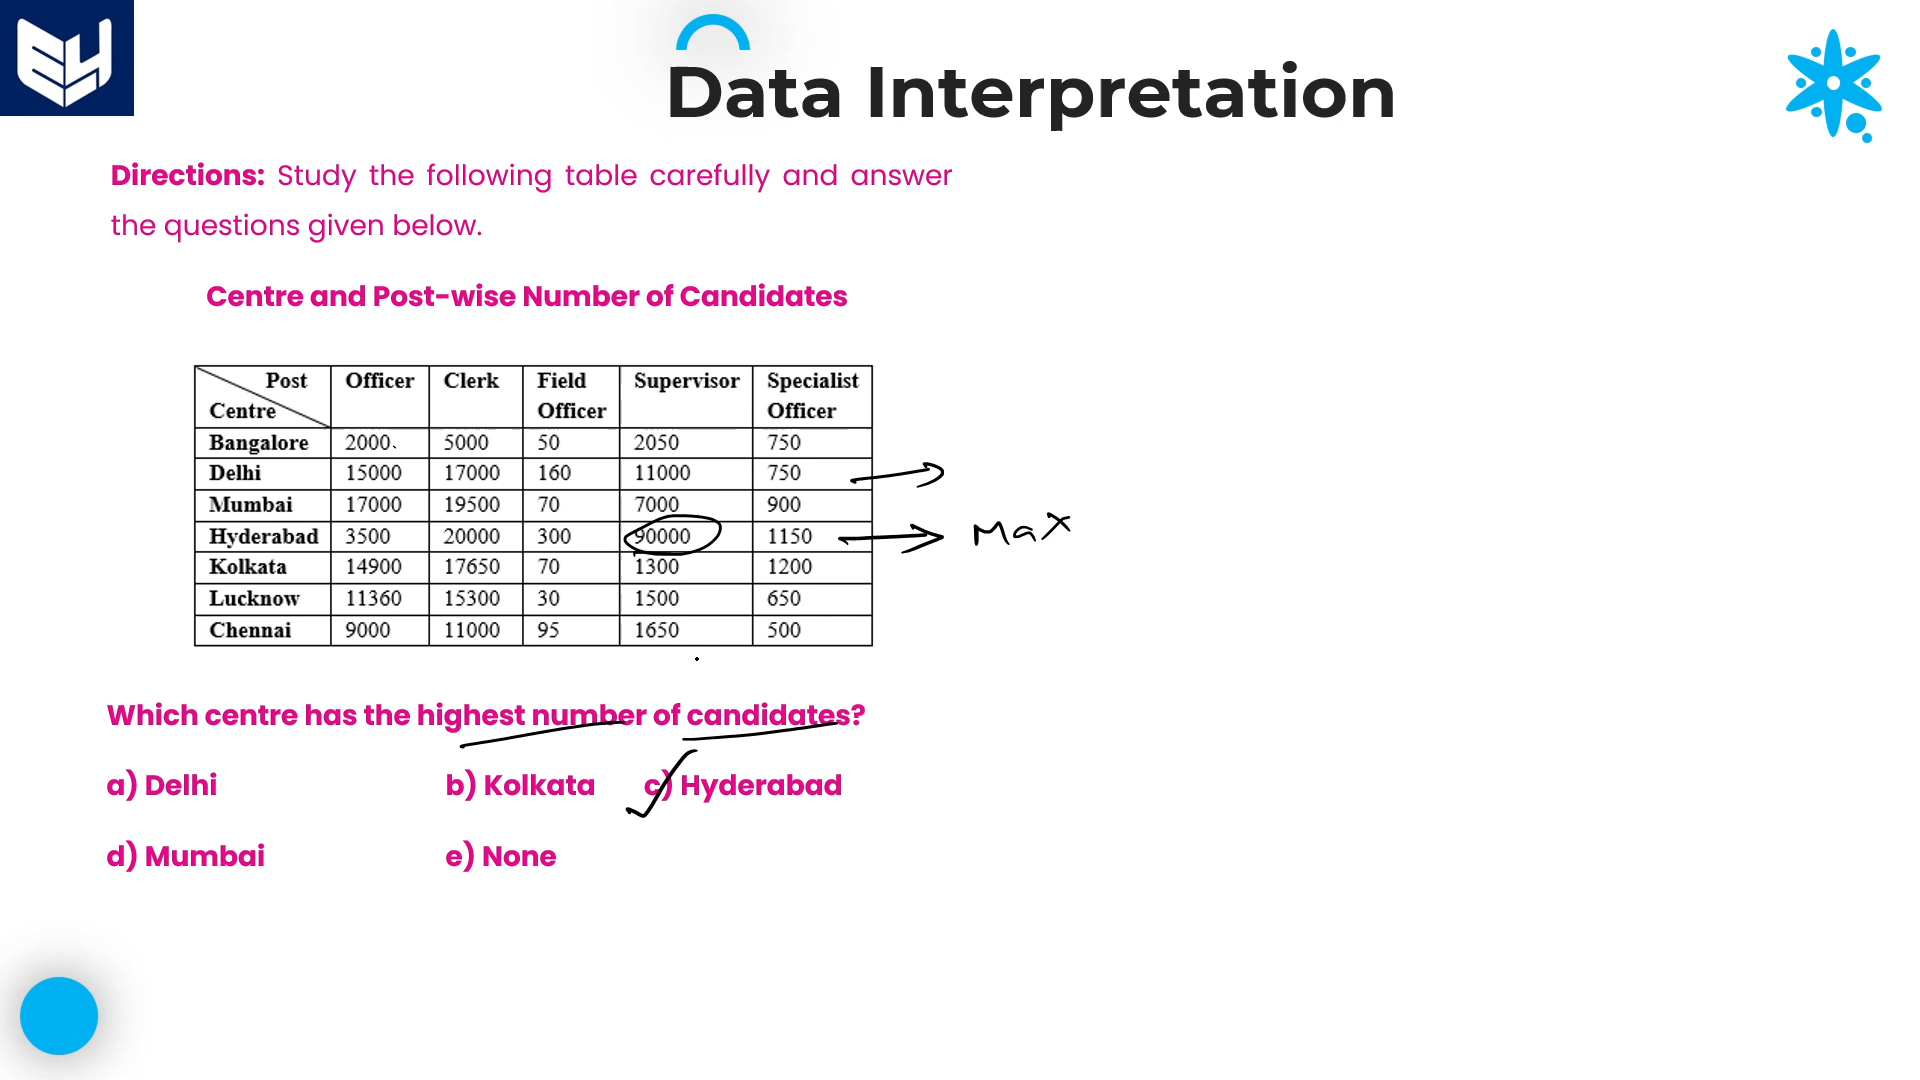 Data Interpretation
Directions: Study the following table carefully and answer
the questions given below.
Centre and Post-wise Number of Candidates
Post Centre Officer Clerk Field Officer Supervisor Specialist Officer
Bangalore 2000 5000 50 2050 750
Delhi 15000 17000 160 11000 750
Mumbai 17000 19500 70 7000 900
Hyderabad 3500 20000 300 90000 1150 Max
Kolkata 14900 17650 70 1300 1200
Lucknow 11360 15300 30 1500 650
Chennai 9000 11000 95 1650 500
Which centre has the highest number of candidates?
a) Delhi b) Kolkata c) Hyderabad
d) Mumbai e) None